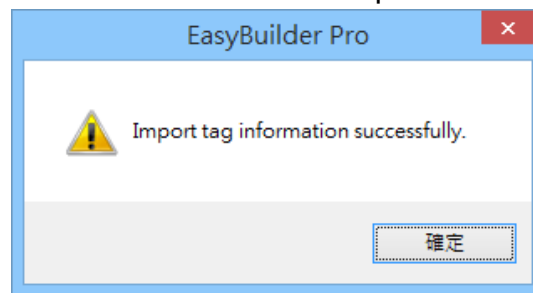 EasyBuilder Pro
Import tag information successfully.
確定